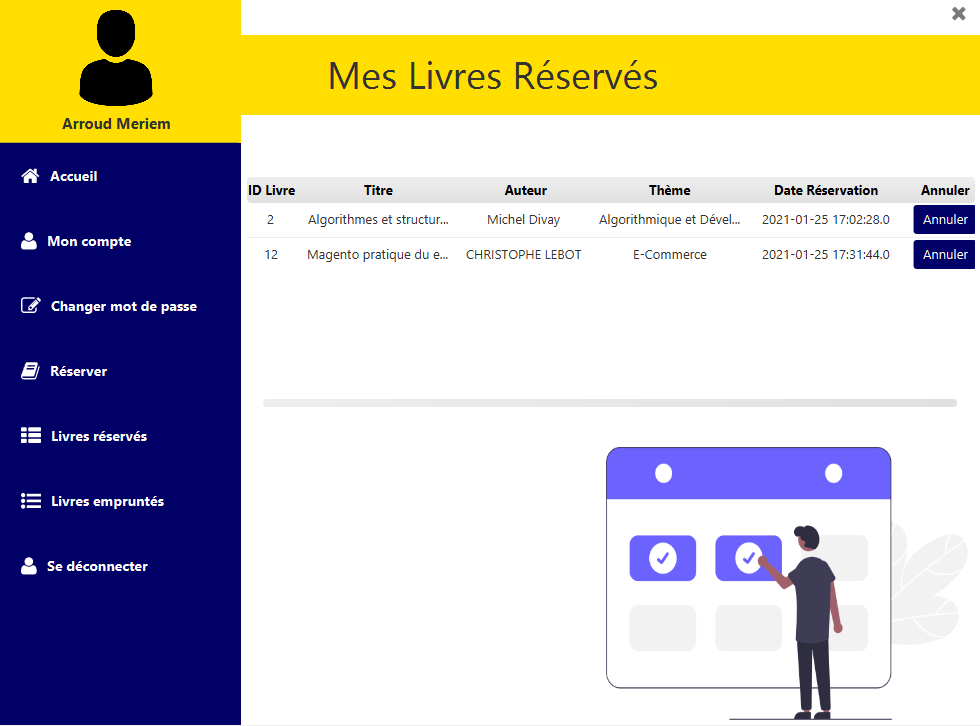 Arroud Meriem
Accueil
Mon compte
Changer mot de passe
Réserver
Livres réservés
Livres empruntés
Se déconnecter
Mes Livres Réservés
ID Livre Titre Auteur Thème Date Réservation Annuler
2 Algorithmes et structur... Michel Divay Algorithmique et Dével... 2021-01-25 17:02:28.0 Annuler
12 Magento pratique du e... CHRISTOPHE LEBOT E-Commerce 2021-01-25 17:31:44.0 Annuler